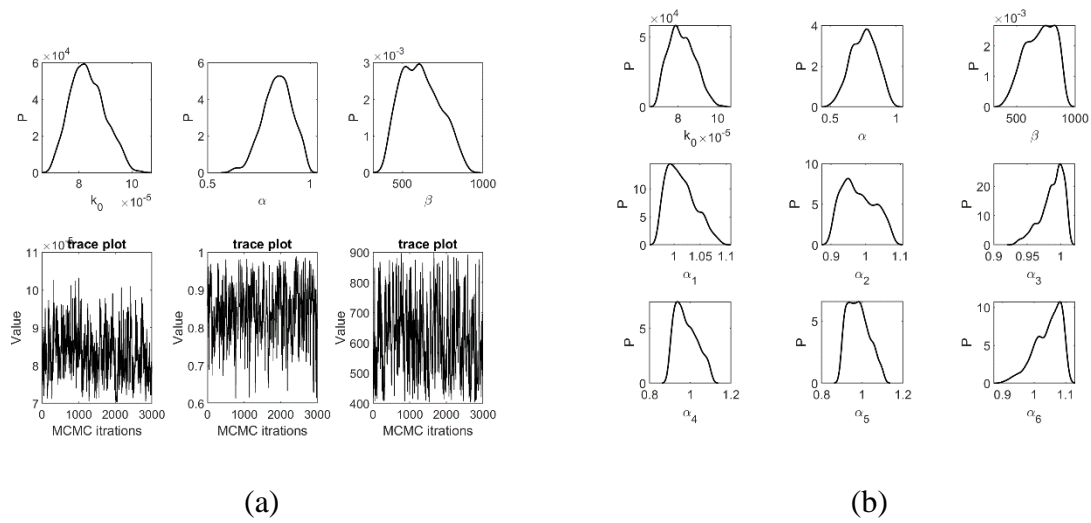 ×10⁴
6
4
2
0
P
8
10
k₀
×10⁻⁵
6
4
2
0
P
0.5
1
α
×10⁻³
3
2
1
0
P
500
1000
β
×10⁻⁵
trace plot
11
10
9
8
7
Value
0
1000
2000
3000
MCMC itrations
trace plot
1
0.9
0.8
0.7
0.6
Value
0
1000
2000
3000
MCMC itrations
trace plot
900
800
700
600
500
400
Value
0
1000
2000
3000
MCMC itrations
(a)
×10⁴
5
0
P
8
10
k₀ ×10⁻⁵
4
2
0
P
0.5
1
α
×10⁻³
2
1
0
P
500
1000
β
10
5
0
P
1
1.05
1.1
α₁
10
5
0
P
0.9
1
1.1
α₂
20
10
0
P
0.9
0.95
1
α₃
5
0
P
0.8
1
1.2
α₄
5
0
P
0.8
1
1.2
α₅
10
5
0
P
0.9
1
1.1
α₆
(b)